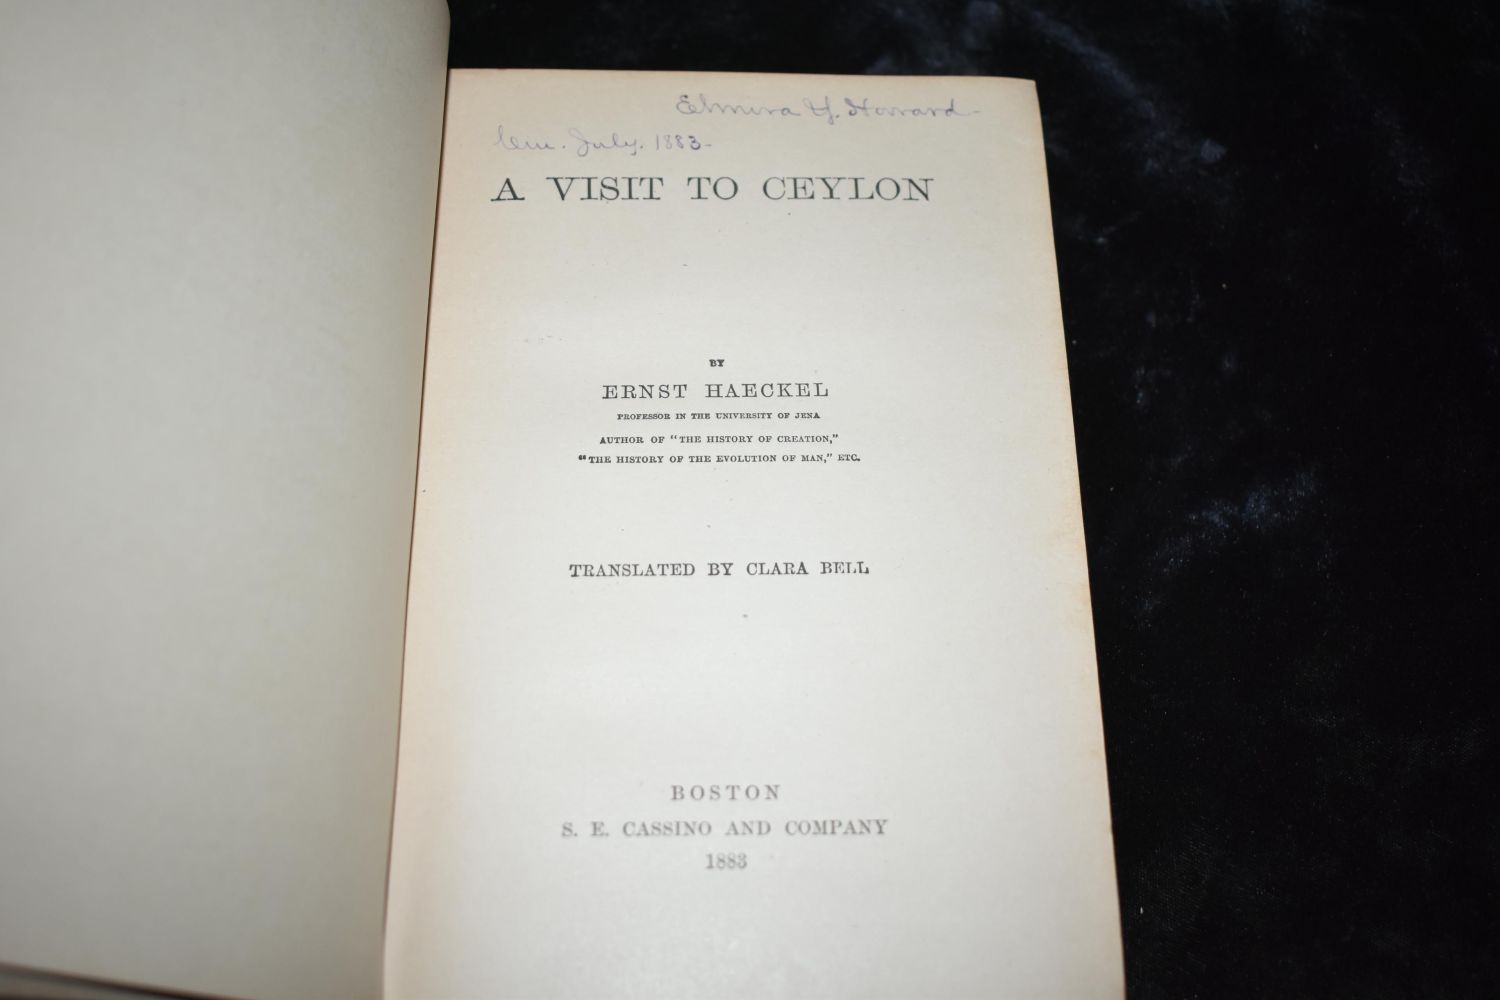 Elmira Y. Howard
Cin. July. 1883-
A VISIT TO CEYLON
BY
ERNST HAECKEL
PROFESSOR IN THE UNIVERSITY OF JENA
AUTHOR OF "THE HISTORY OF CREATION,"
"THE HISTORY OF THE EVOLUTION OF MAN," ETC.
TRANSLATED BY CLARA BELL
BOSTON
S. E. CASSINO AND COMPANY
1883